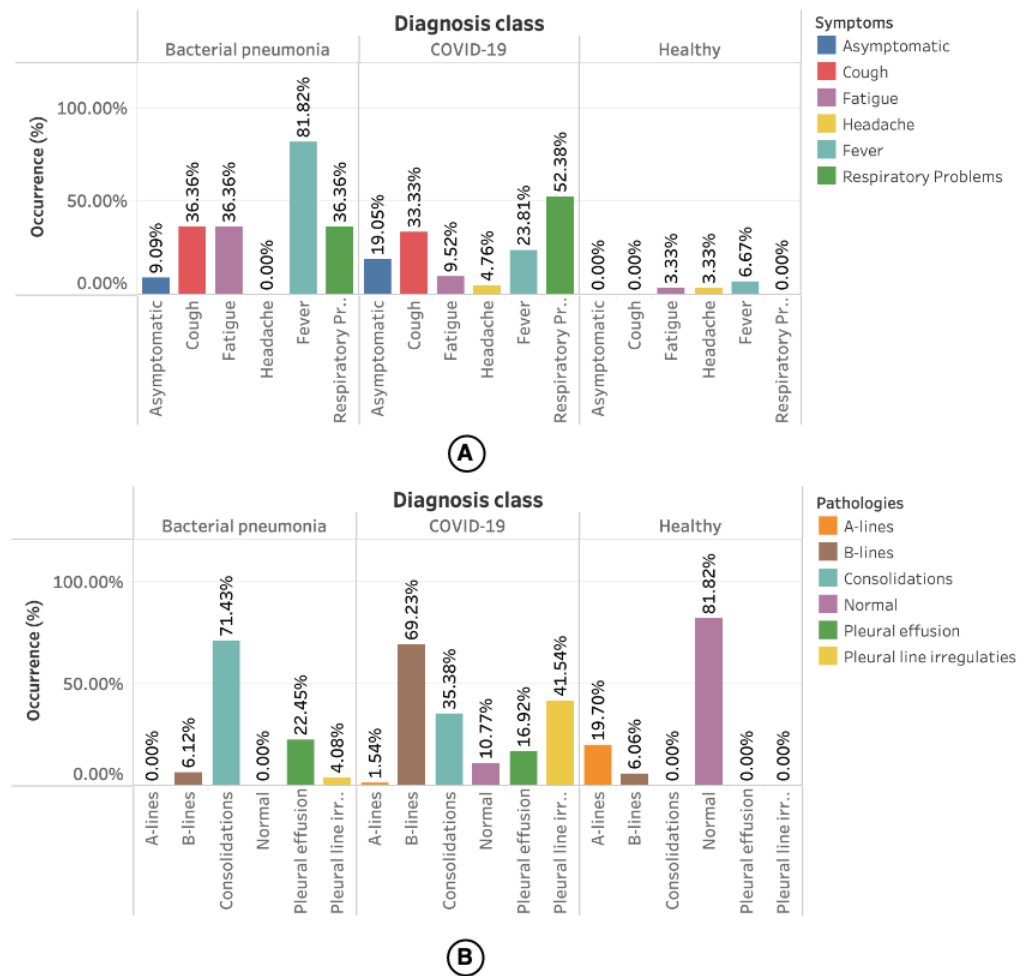 Diagnosis class
Bacterial pneumonia COVID-19 Healthy
Occurrence (%)
100.00%
50.00%
0.00%
9.09% 36.36% 36.36% 0.00% 81.82% 36.36% 19.05% 33.33% 9.52% 4.76% 23.81% 52.38% 0.00% 0.00% 3.33% 3.33% 6.67% 0.00%
Asymptomatic Cough Fatigue Headache Fever Respiratory Pr.. Asymptomatic Cough Fatigue Headache Fever Respiratory Pr.. Asymptomatic Cough Fatigue Headache Fever Respiratory Pr..
Symptoms
Asymptomatic
Cough
Fatigue
Headache
Fever
Respiratory Problems
A
Diagnosis class
Bacterial pneumonia COVID-19 Healthy
Occurrence (%)
100.00%
50.00%
0.00%
0.00% 6.12% 71.43% 0.00% 22.45% 4.08% 1.54% 69.23% 35.38% 10.77% 16.92% 41.54% 19.70% 6.06% 0.00% 81.82% 0.00% 0.00%
A-lines B-lines Consolidations Normal Pleural effusion Pleural line irr.. A-lines B-lines Consolidations Normal Pleural effusion Pleural line irr.. A-lines B-lines Consolidations Normal Pleural effusion Pleural line irr..
Pathologies
A-lines
B-lines
Consolidations
Normal
Pleural effusion
Pleural line irregulaties
B